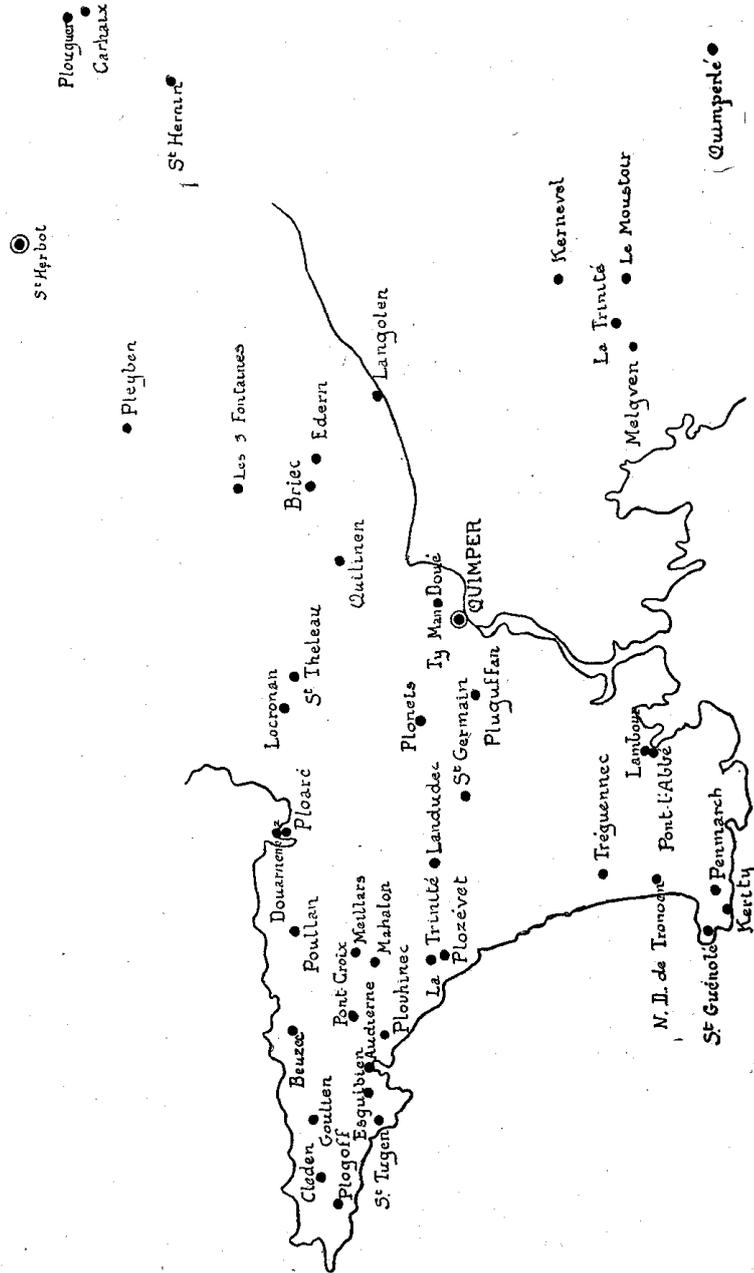 Plouguer
Carhaix
St Hernin
St Herbot
Quimperlé
Kernevel
Le Moustoir
La Trinité
Melgven
Pleyben
Langolen
Les 3 Fontaines
Edern
Briec
Quilinen
Ty Man Doué
QUIMPER
St Theleau
Locronan
Plonéis
St Germain
Pluguffan
Lambour
Pont-l'Abbé
Ploaré
Landudec
Tréguennec
Penmarch
Kerity
St Guénolé
N. D. de Tronoen
Poullan
Meillars
Mahalon
La Trinité
Plozévet
Pont-Croix
Plouhinec
Audierne
Beuzec
Esquibien
Goulien
Cleden
Plogoff
St Tugen